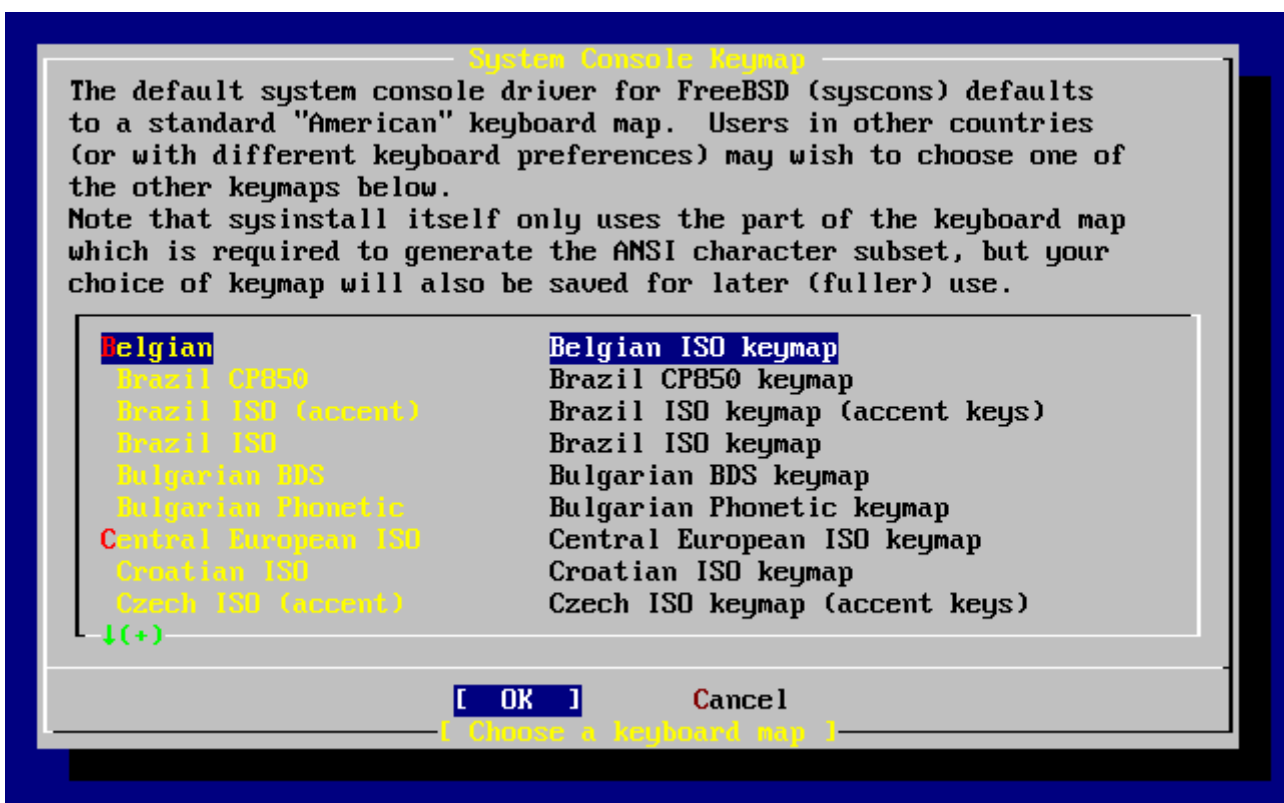 System Console Keymap
The default system console driver for FreeBSD (syscons) defaults
to a standard "American" keyboard map.  Users in other countries
(or with different keyboard preferences) may wish to choose one of
the other keymaps below.
Note that sysinstall itself only uses the part of the keyboard map
which is required to generate the ANSI character subset, but your
choice of keymap will also be saved for later (fuller) use.
Belgian Belgian ISO keymap
Brazil CP850 Brazil CP850 keymap
Brazil ISO (accent) Brazil ISO keymap (accent keys)
Brazil ISO Brazil ISO keymap
Bulgarian BDS Bulgarian BDS keymap
Bulgarian Phonetic Bulgarian Phonetic keymap
Central European ISO Central European ISO keymap
Croatian ISO Croatian ISO keymap
Czech ISO (accent) Czech ISO keymap (accent keys)
↓(+)
[  OK  ] Cancel
[ Choose a keyboard map ]